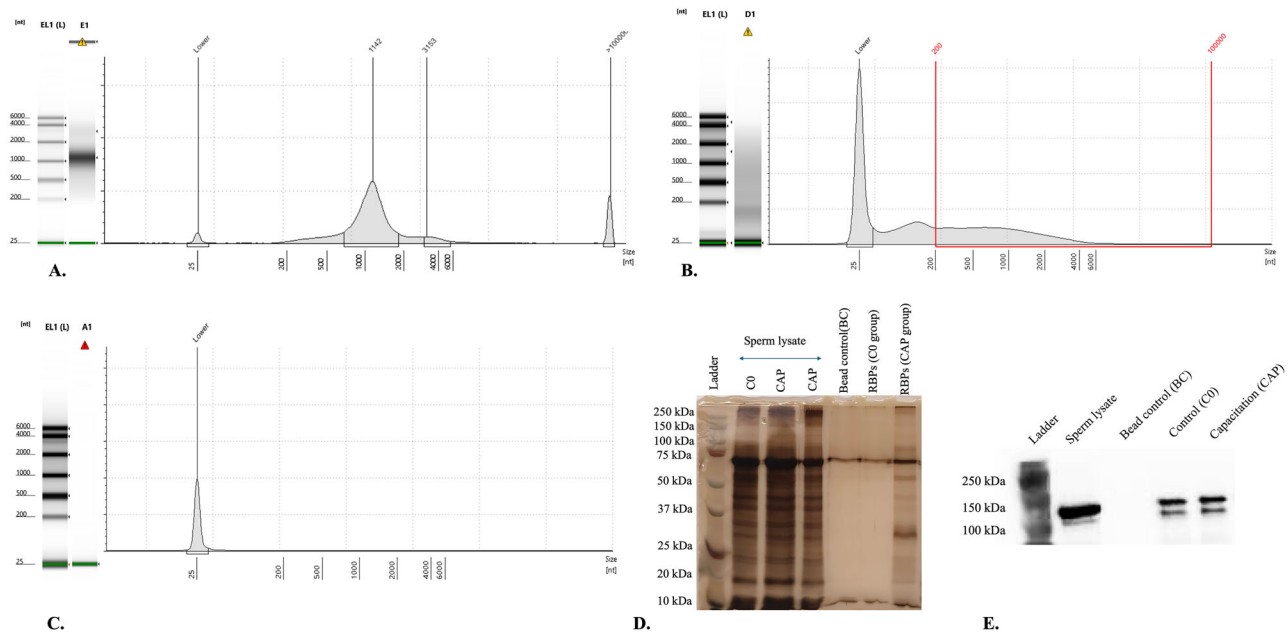 [nt] EL1 (L) E1
Lower
1142
3153
6000
4000
2000
1000
500
200
25
25
200
500
1000
2000
4000
6000
Size
[nt]
A.
[nt] EL1 (L) D1
Lower
200
100000
6000
4000
2000
1000
500
200
25
25
200
500
1000
2000
4000
6000
Size
[nt]
B.
[nt] EL1 (L) A1
Lower
6000
4000
2000
1000
500
200
25
25
200
500
1000
2000
4000
6000
Size
[nt]
C.
Sperm lysate
Ladder
C0
CAP
CAP
Bead control(BC)
RBPs (C0 group)
RBPs (CAP group)
250 kDa
150 kDa
100 kDa
75 kDa
50 kDa
37 kDa
25 kDa
20 kDa
10 kDa
D.
Ladder
Sperm lysate
Bead control (BC)
Control (C0)
Capacitation (CAP)
250 kDa
150 kDa
100 kDa
E.